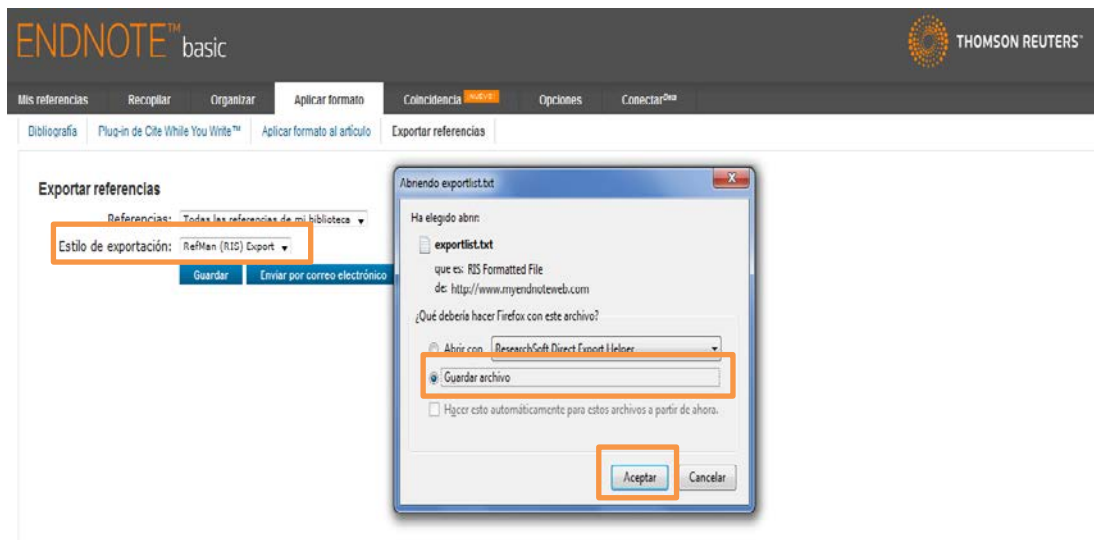 ENDNOTE™ basic
THOMSON REUTERS™
Mis referencias Recopilar Organizar Aplicar formato Coincidencia ¡NUEVO! Opciones Conectar
Bibliografía Plug-in de Cite While You Write™ Aplicar formato al artículo Exportar referencias
Exportar referencias
Referencias: Todas las referencias de mi biblioteca
Estilo de exportación: RefMan (RIS) Export
Guardar Enviar por correo electrónico
Abriendo exportlist.txt
Ha elegido abrir:
exportlist.txt
que es: RIS Formatted File
de: http://www.myendnoteweb.com
¿Qué debería hacer Firefox con este archivo?
Abrir con ResearchSoft Direct Export Helper
Guardar archivo
Hacer esto automáticamente para estos archivos a partir de ahora.
Aceptar Cancelar